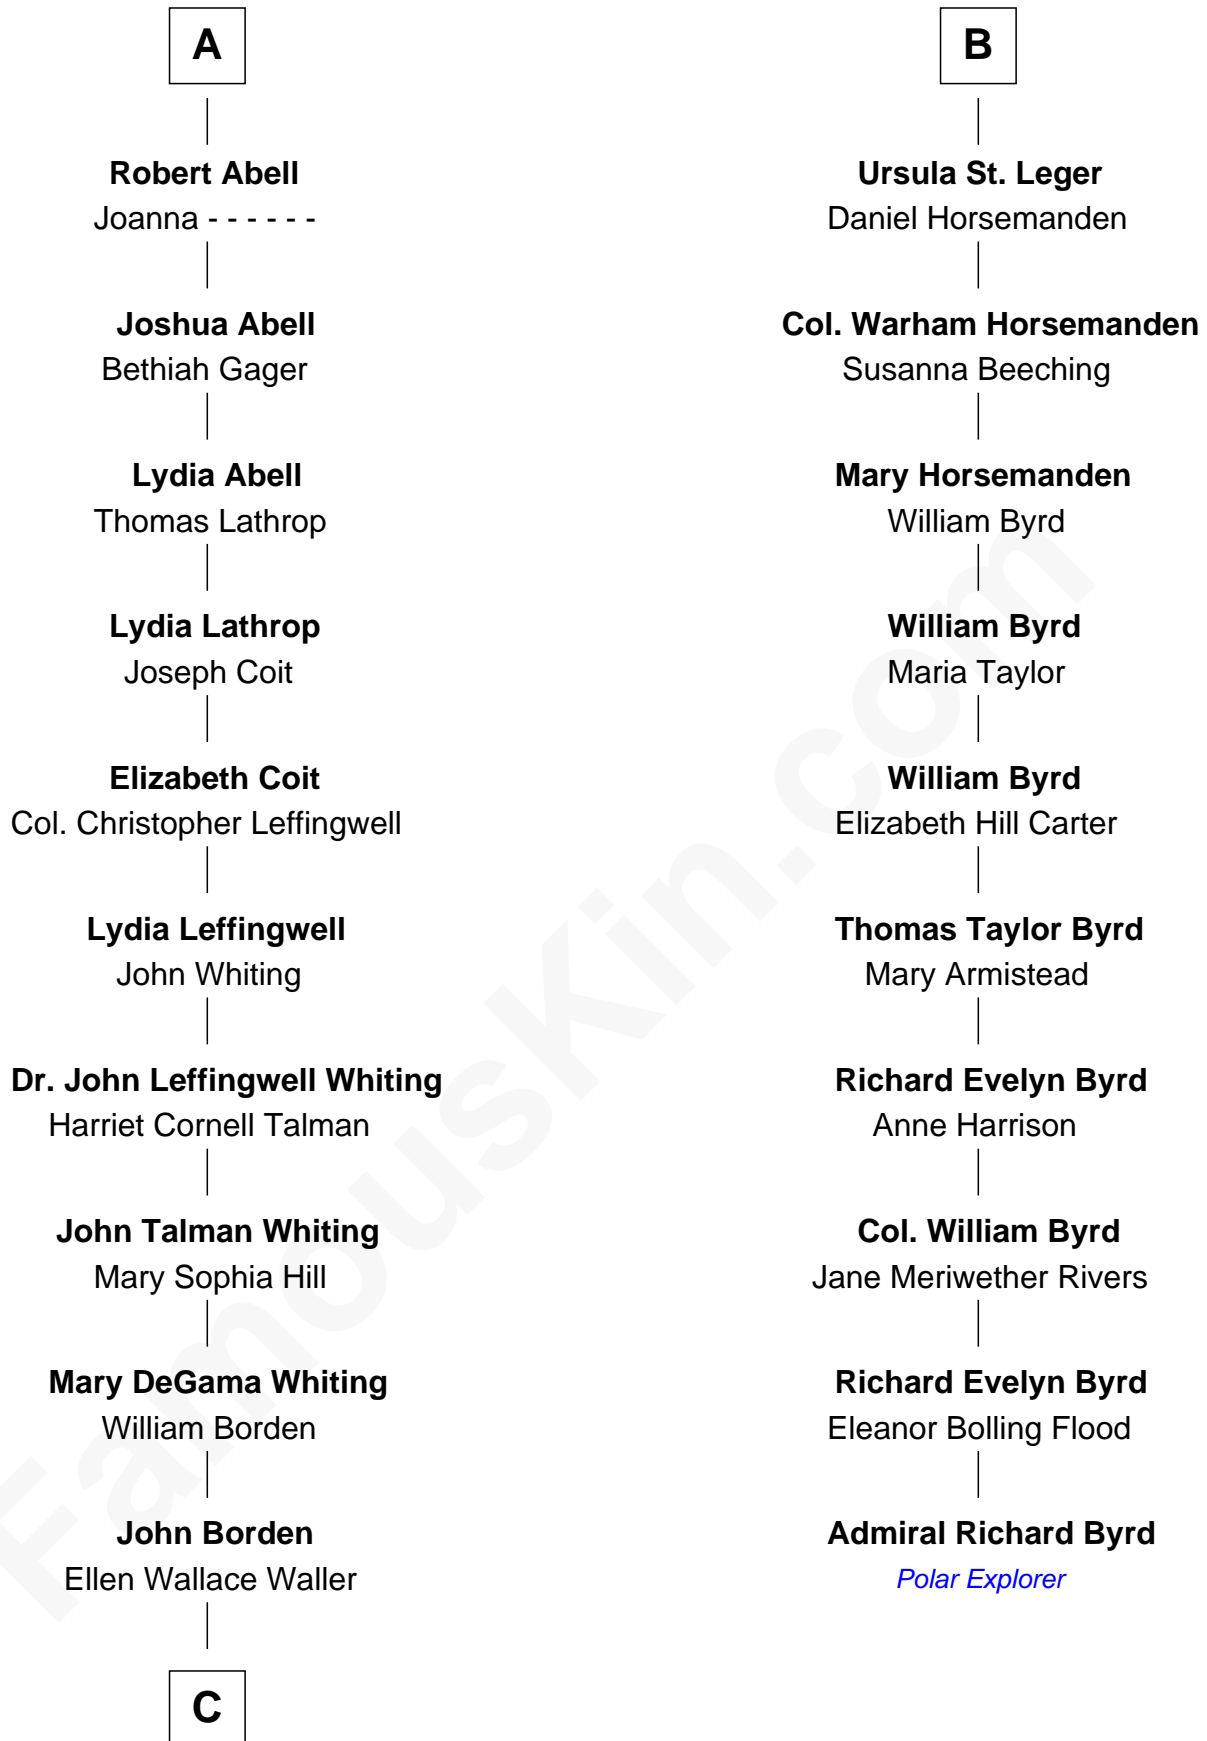 A
Robert Abell
Joanna - - - - - -
Joshua Abell
Bethiah Gager
Lydia Abell
Thomas Lathrop
Lydia Lathrop
Joseph Coit
Elizabeth Coit
Col. Christopher Leffingwell
Lydia Leffingwell
John Whiting
Dr. John Leffingwell Whiting
Harriet Cornell Talman
John Talman Whiting
Mary Sophia Hill
Mary DeGama Whiting
William Borden
John Borden
Ellen Wallace Waller
C
B
Ursula St. Leger
Daniel Horsemanden
Col. Warham Horsemanden
Susanna Beeching
Mary Horsemanden
William Byrd
William Byrd
Maria Taylor
William Byrd
Elizabeth Hill Carter
Thomas Taylor Byrd
Mary Armistead
Richard Evelyn Byrd
Anne Harrison
Col. William Byrd
Jane Meriwether Rivers
Richard Evelyn Byrd
Eleanor Bolling Flood
Admiral Richard Byrd
Polar Explorer
FamousKin.com